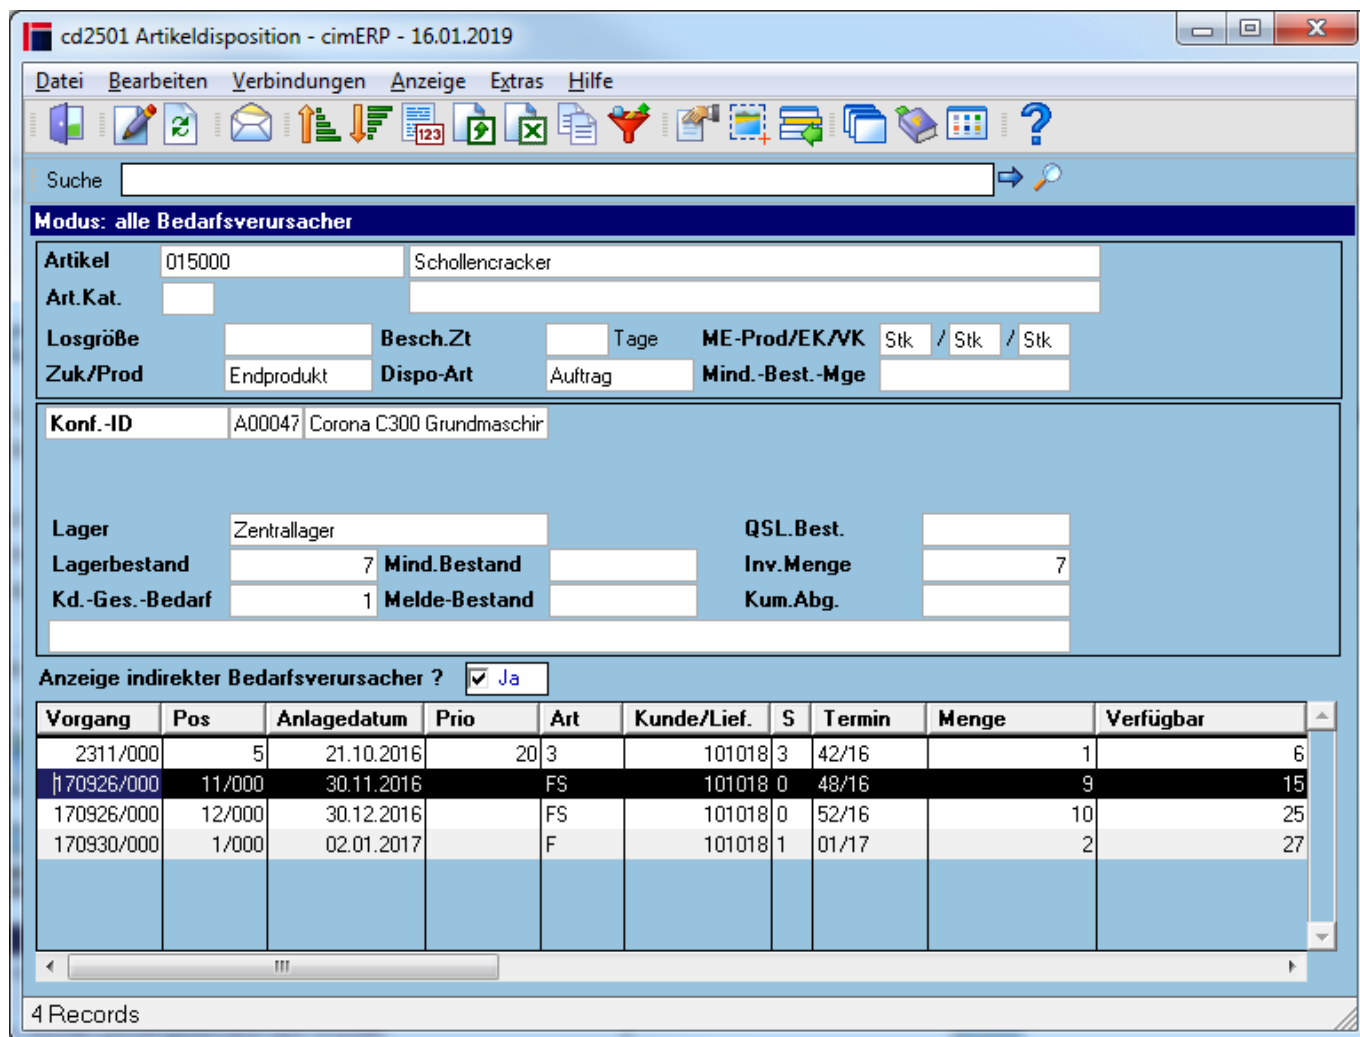 cd2501 Artikeldisposition - cimERP - 16.01.2019
Datei Bearbeiten Verbindungen Anzeige Extras Hilfe
123
Suche
Modus: alle Bedarfsverursacher
Artikel 015000 Schollencracker
Art.Kat.
Losgröße Besch.Zt Tage ME-Prod/EK/VK Stk / Stk / Stk
Zuk/Prod Endprodukt Dispo-Art Auftrag Mind.-Best.-Mge
Konf.-ID A00047 Corona C300 Grundmaschir
Lager Zentrallager QSL.Best.
Lagerbestand 7 Mind.Bestand Inv.Menge 7
Kd.-Ges.-Bedarf 1 Melde-Bestand Kum.Abg.
Anzeige indirekter Bedarfsverursacher ? Ja
Vorgang Pos Anlagedatum Prio Art Kunde/Lief. S Termin Menge Verfügbar
2311/000 5 21.10.2016 20 3 101018 3 42/16 1 6
170926/000 11/000 30.11.2016 FS 101018 0 48/16 9 15
170926/000 12/000 30.12.2016 FS 101018 0 52/16 10 25
170930/000 1/000 02.01.2017 F 101018 1 01/17 2 27
4 Records